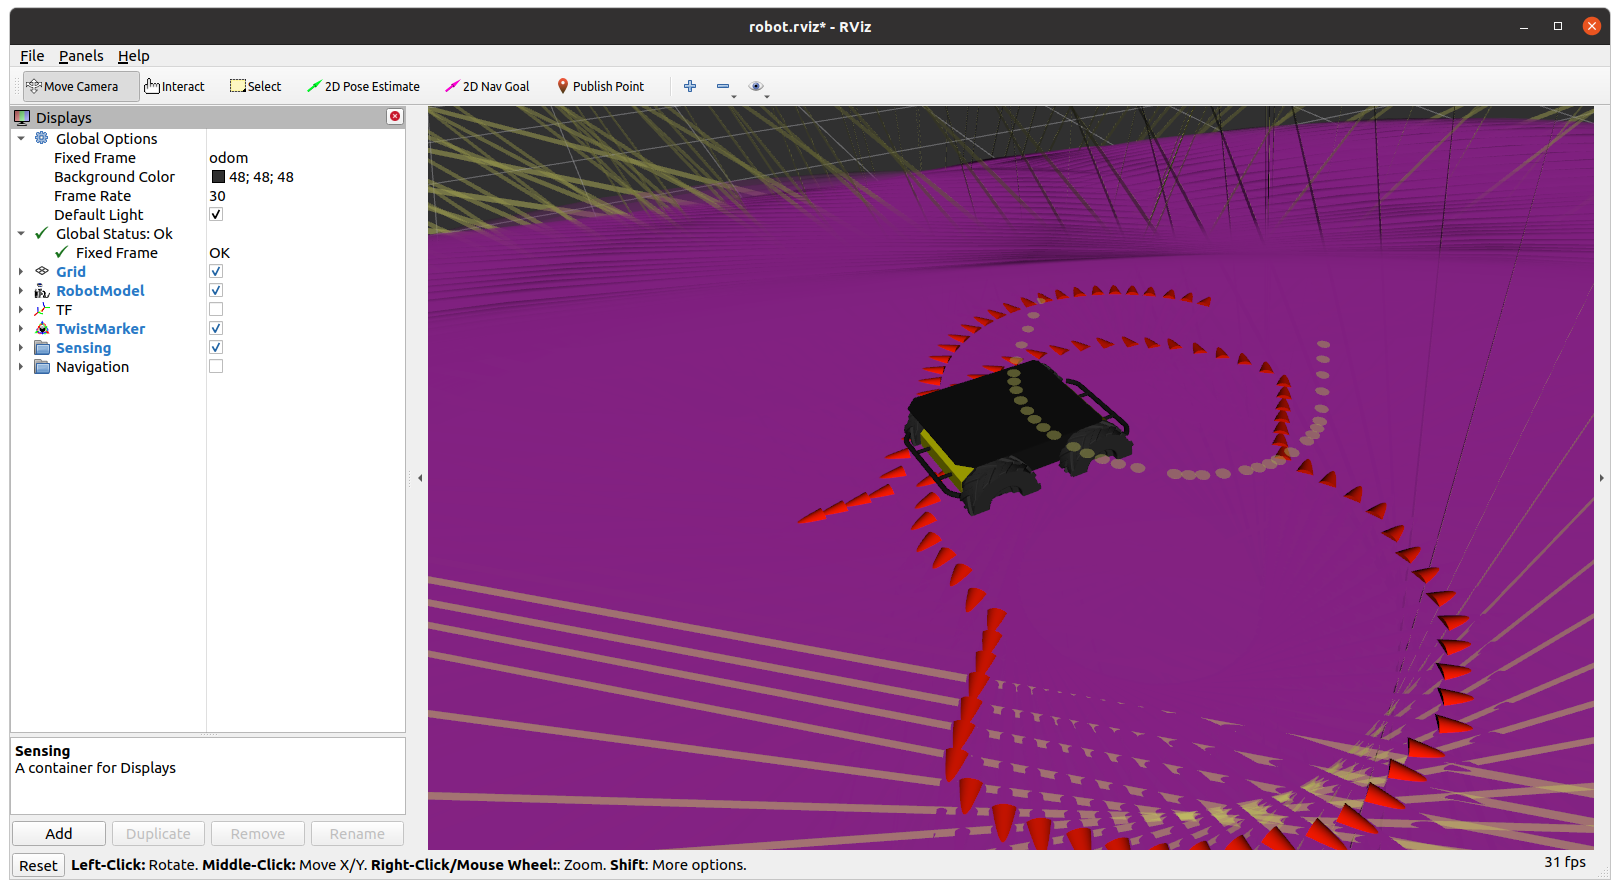 robot.rviz* - RViz
File Panels Help
Move Camera Interact Select 2D Pose Estimate 2D Nav Goal Publish Point
Displays
Global Options
Fixed Frame odom
Background Color 48; 48; 48
Frame Rate 30
Default Light
Global Status: Ok
Fixed Frame OK
Grid
RobotModel
TF
TwistMarker
Sensing
Navigation
Sensing
A container for Displays
Add Duplicate Remove Rename
Reset Left-Click: Rotate. Middle-Click: Move X/Y. Right-Click/Mouse Wheel:: Zoom. Shift: More options. 31 fps